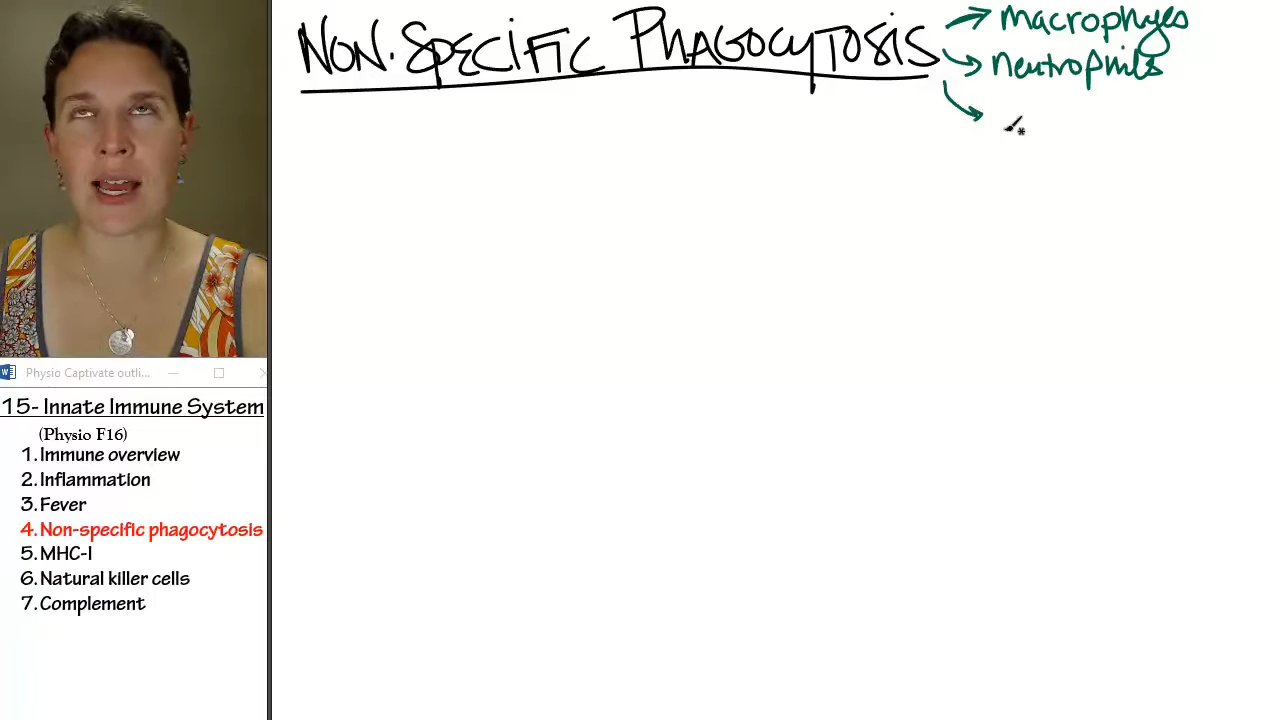 NON-SPECIFIC PHAGOCYTOSIS
macrophyes
neutrophils
Physio Captivate outli...
15- Innate Immune System
(Physio F16)
1. Immune overview
2. Inflammation
3. Fever
4. Non-specific phagocytosis
5. MHC-I
6. Natural killer cells
7. Complement